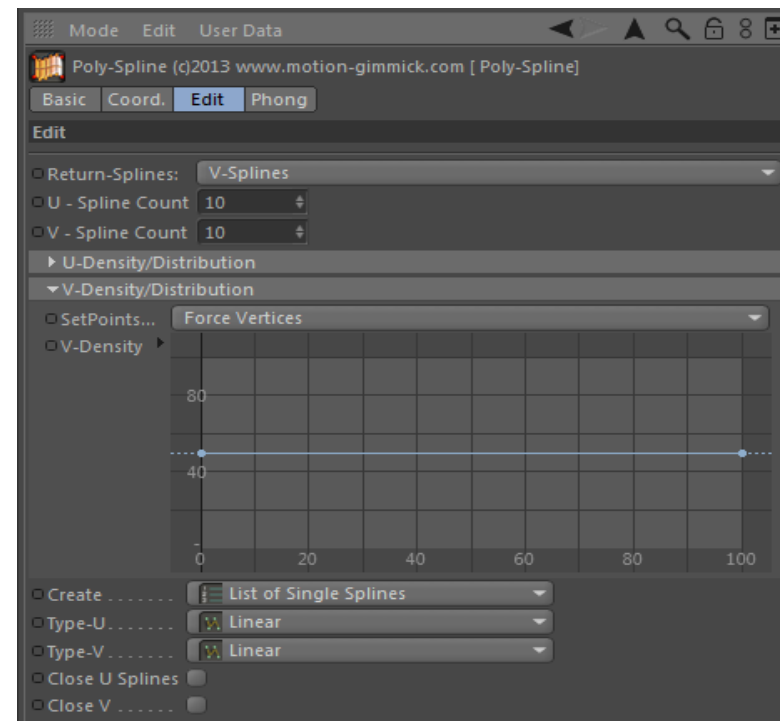 Mode Edit User Data
Poly-Spline (c)2013 www.motion-gimmick.com [ Poly-Spline]
Basic Coord. Edit Phong
Edit
Return-Splines: V-Splines
U - Spline Count 10
V - Spline Count 10
U-Density/Distribution
V-Density/Distribution
SetPoints... Force Vertices
V-Density
80
40
0 20 40 60 80 100
Create ....... List of Single Splines
Type-U....... Linear
Type-V....... Linear
Close U Splines
Close V ......